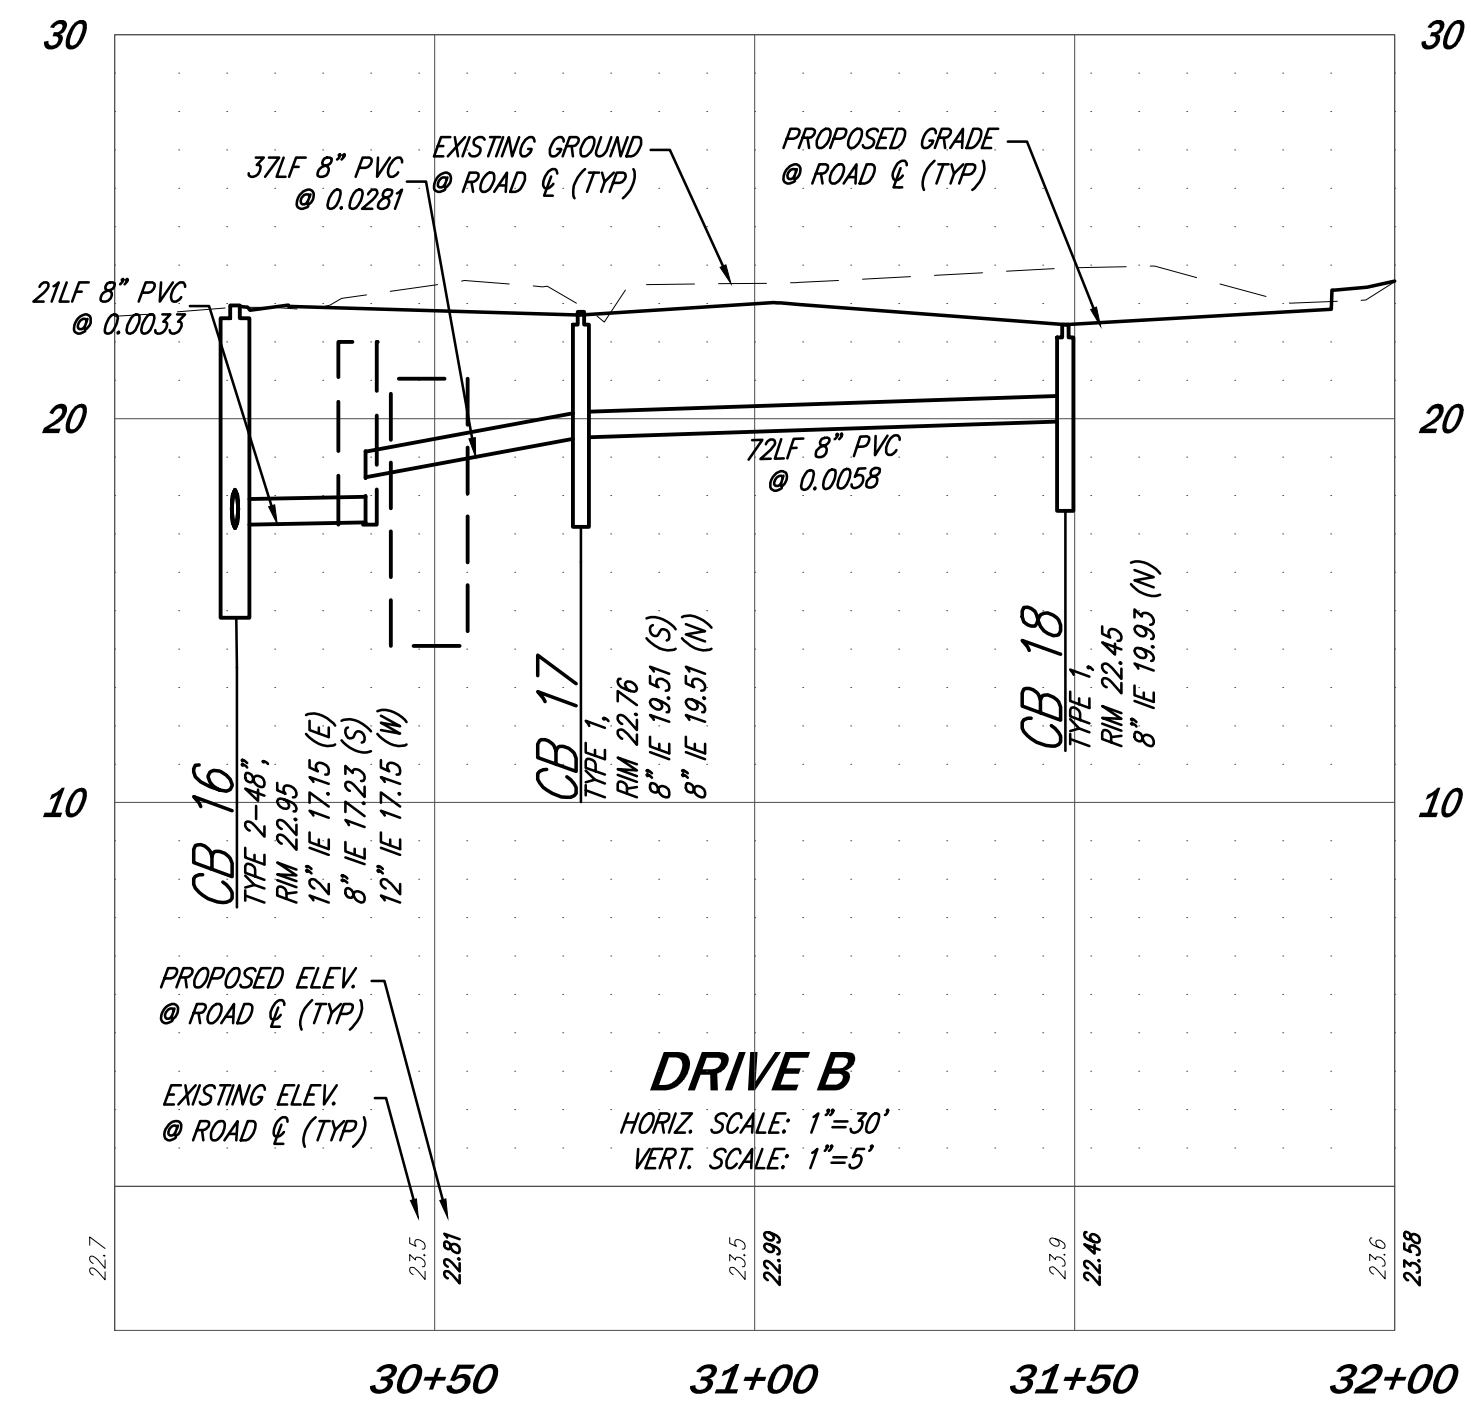 30
30
EXISTING GROUND
@ ROAD ℄ (TYP)
PROPOSED GRADE
@ ROAD ℄ (TYP)
37LF 8" PVC
@ 0.0281
21LF 8" PVC
@ 0.0033
20
20
72LF 8" PVC
@ 0.0058
CB 16
TYPE 2-48",
RIM 22.95
12" IE 17.15 (E)
8" IE 17.23 (S)
12" IE 17.15 (W)
CB 17
TYPE 1,
RIM 22.76
8" IE 19.51 (S)
8" IE 19.51 (N)
CB 18
TYPE 1,
RIM 22.45
8" IE 19.93 (N)
10
10
PROPOSED ELEV.
@ ROAD ℄ (TYP)
EXISTING ELEV.
@ ROAD ℄ (TYP)
DRIVE B
HORIZ. SCALE: 1"=30'
VERT. SCALE: 1"=5'
22.7
23.5
22.81
23.5
22.99
23.9
22.46
23.6
23.58
30+50
31+00
31+50
32+00